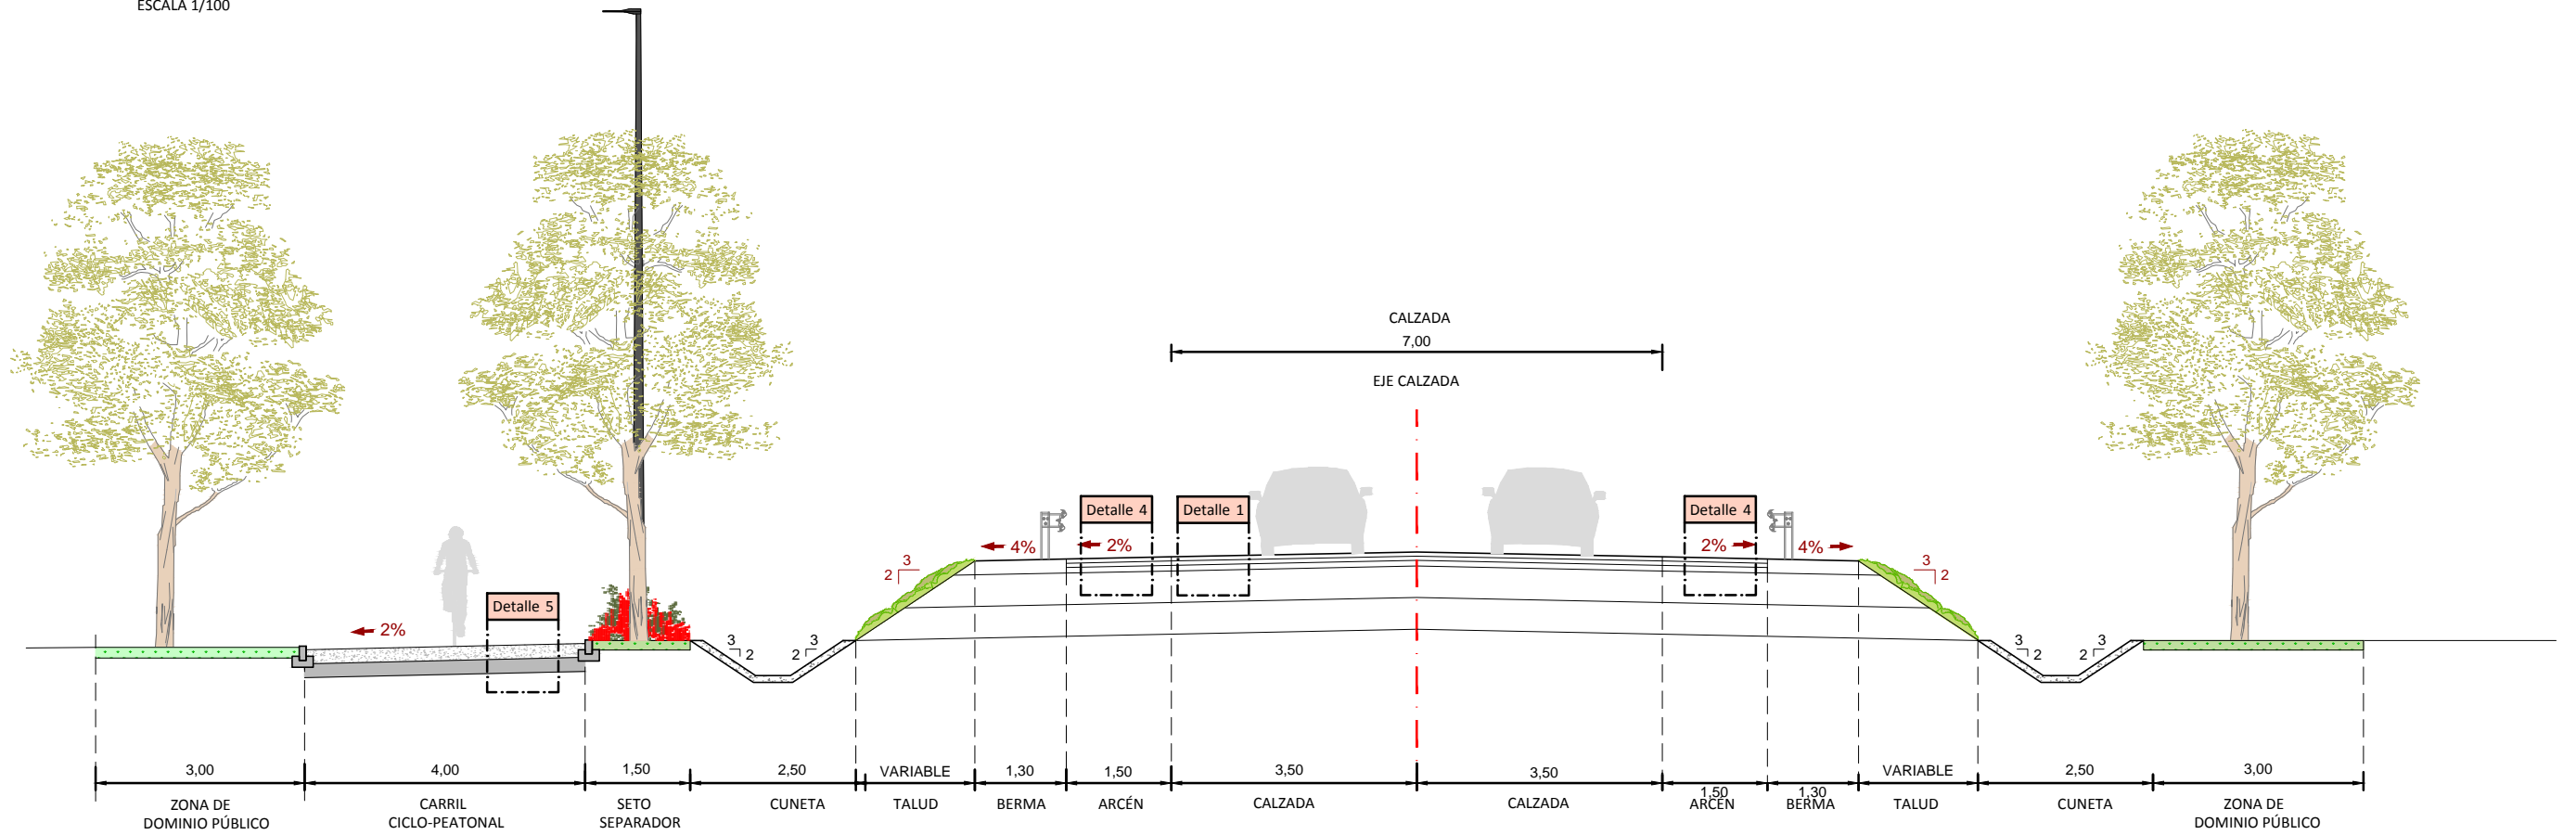 ESCALA 1/100
CALZADA
7,00
EJE CALZADA
Detalle 4
Detalle 1
Detalle 4
4%
2%
2%
4%
3
2
3
2
Detalle 5
2%
3
2
3
2
3
2
3
2
3,00
4,00
1,50
2,50
VARIABLE
1,30
1,50
3,50
3,50
1,50
1,30
VARIABLE
2,50
3,00
ZONA DE
DOMINIO PÚBLICO
CARRIL
CICLO-PEATONAL
SETO
SEPARADOR
CUNETA
TALUD
BERMA
ARCÉN
CALZADA
CALZADA
ARCÉN
BERMA
TALUD
CUNETA
ZONA DE
DOMINIO PÚBLICO